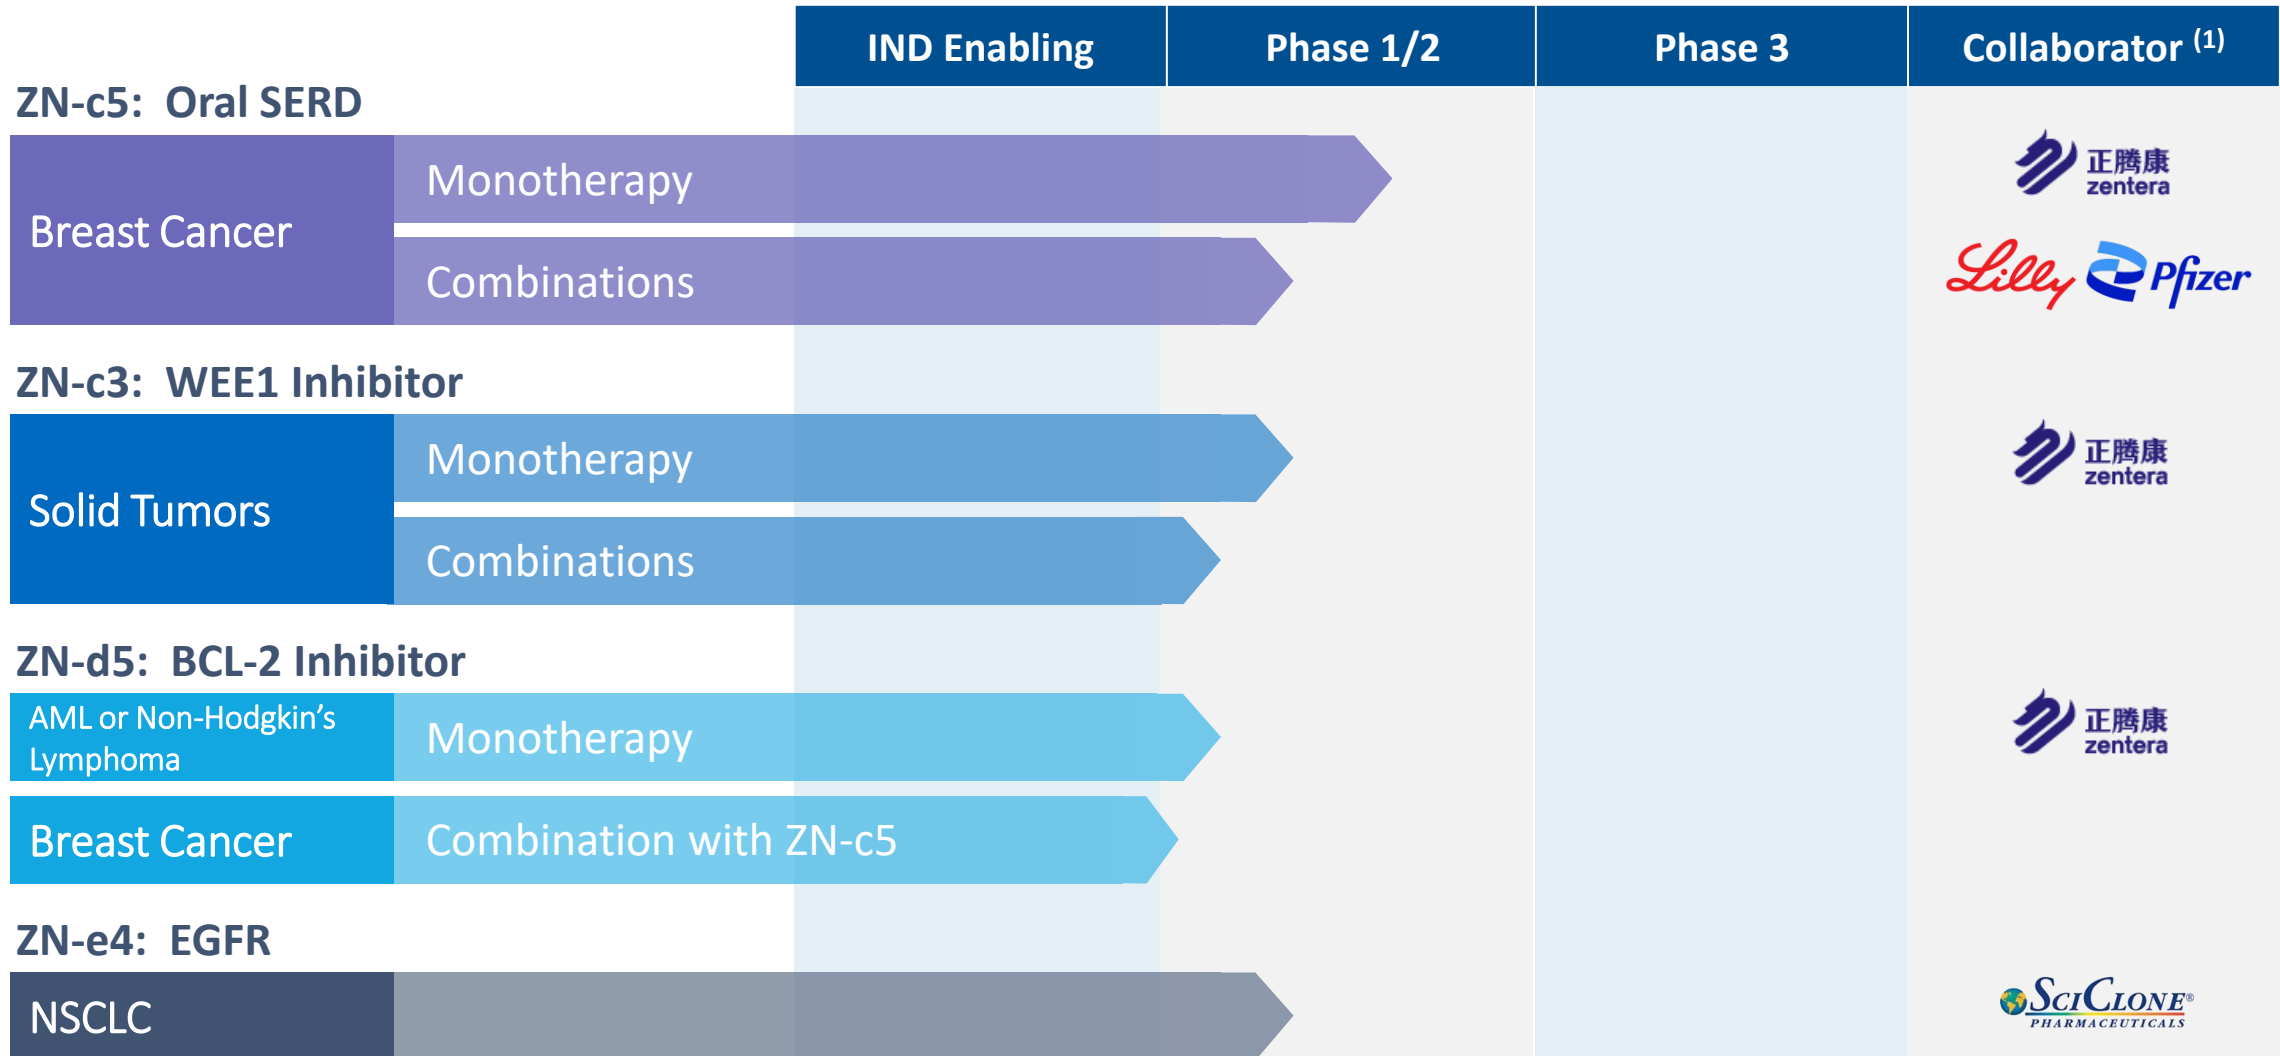 IND Enabling
Phase 1/2
Phase 3
Collaborator (1)
ZN-c5: Oral SERD
Breast Cancer
Monotherapy
正腾康
zentera
Combinations
Lilly
Pfizer
ZN-c3: WEE1 Inhibitor
Solid Tumors
Monotherapy
正腾康
zentera
Combinations
ZN-d5: BCL-2 Inhibitor
AML or Non-Hodgkin’s
Lymphoma
Monotherapy
正腾康
zentera
Breast Cancer
Combination with ZN-c5
ZN-e4: EGFR
NSCLC
SCICLONE®
PHARMACEUTICALS